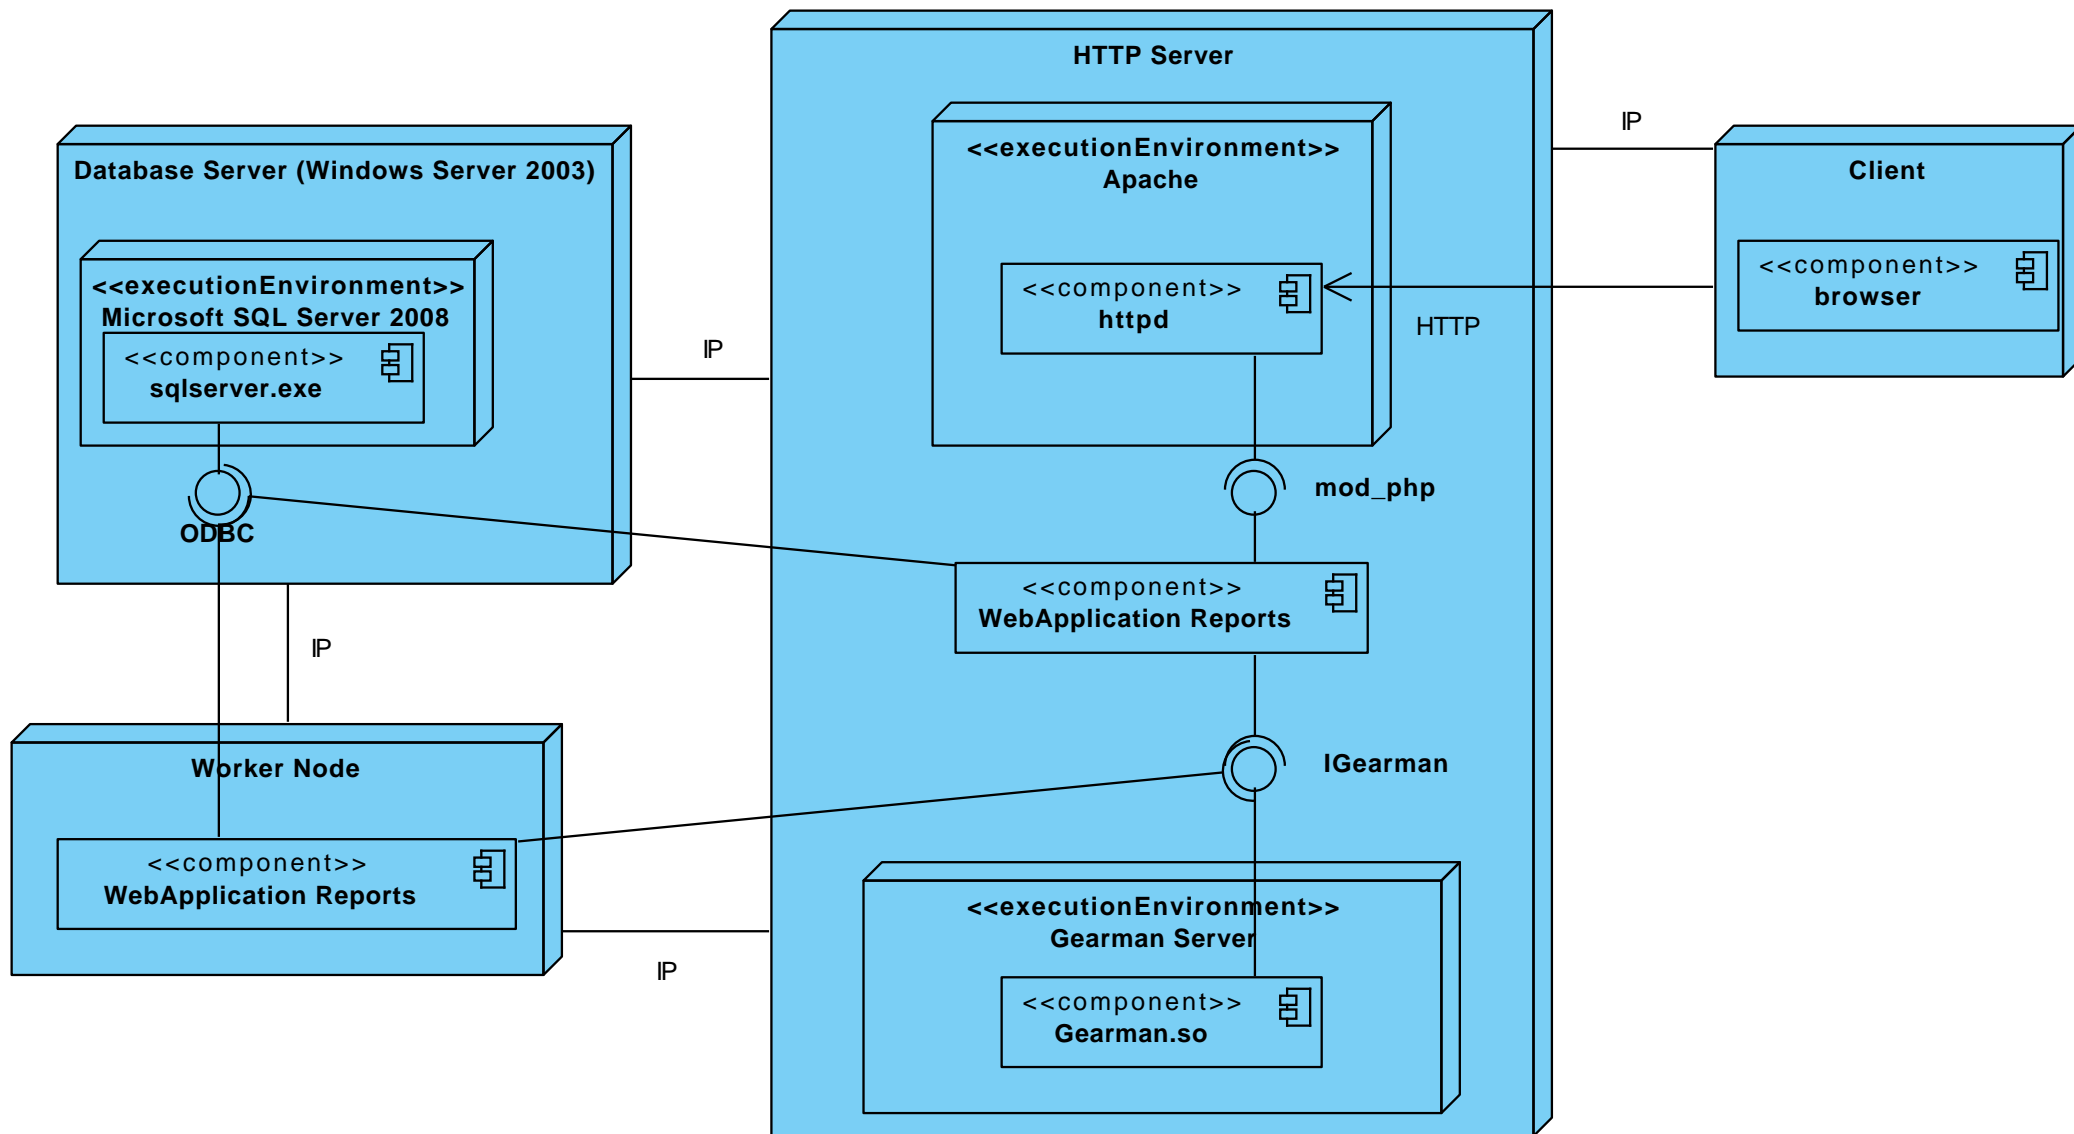 HTTP Server
<<executionEnvironment>>
Apache
<<component>>
httpd
mod_php
<<component>>
WebApplication Reports
IGearman
<<executionEnvironment>>
Gearman Server
<<component>>
Gearman.so
Database Server (Windows Server 2003)
<<executionEnvironment>>
Microsoft SQL Server 2008
<<component>>
sqlserver.exe
ODBC
IP
IP
Worker Node
<<component>>
WebApplication Reports
IP
IP
Client
<<component>>
browser
HTTP